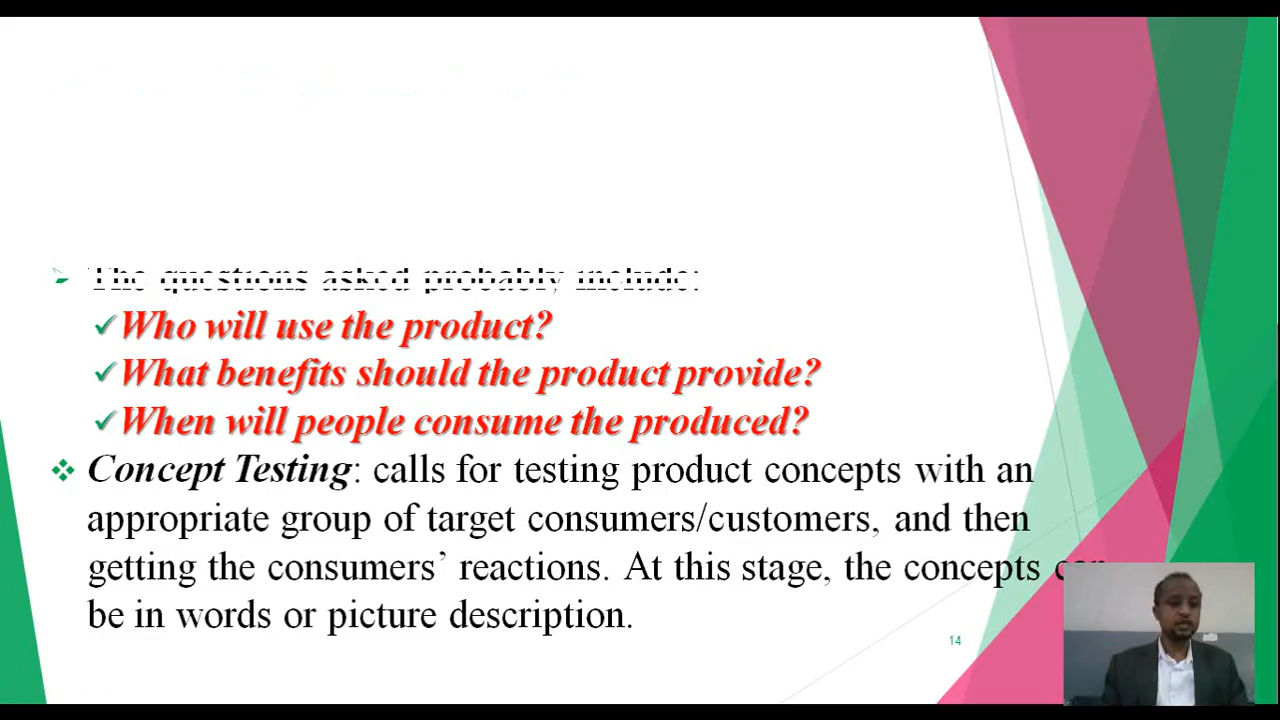 The questions asked probably include:
Who will use the product?
What benefits should the product provide?
When will people consume the produced?
Concept Testing: calls for testing product concepts with an
appropriate group of target consumers/customers, and then
getting the consumers’ reactions. At this stage, the concepts can
be in words or picture description.
14